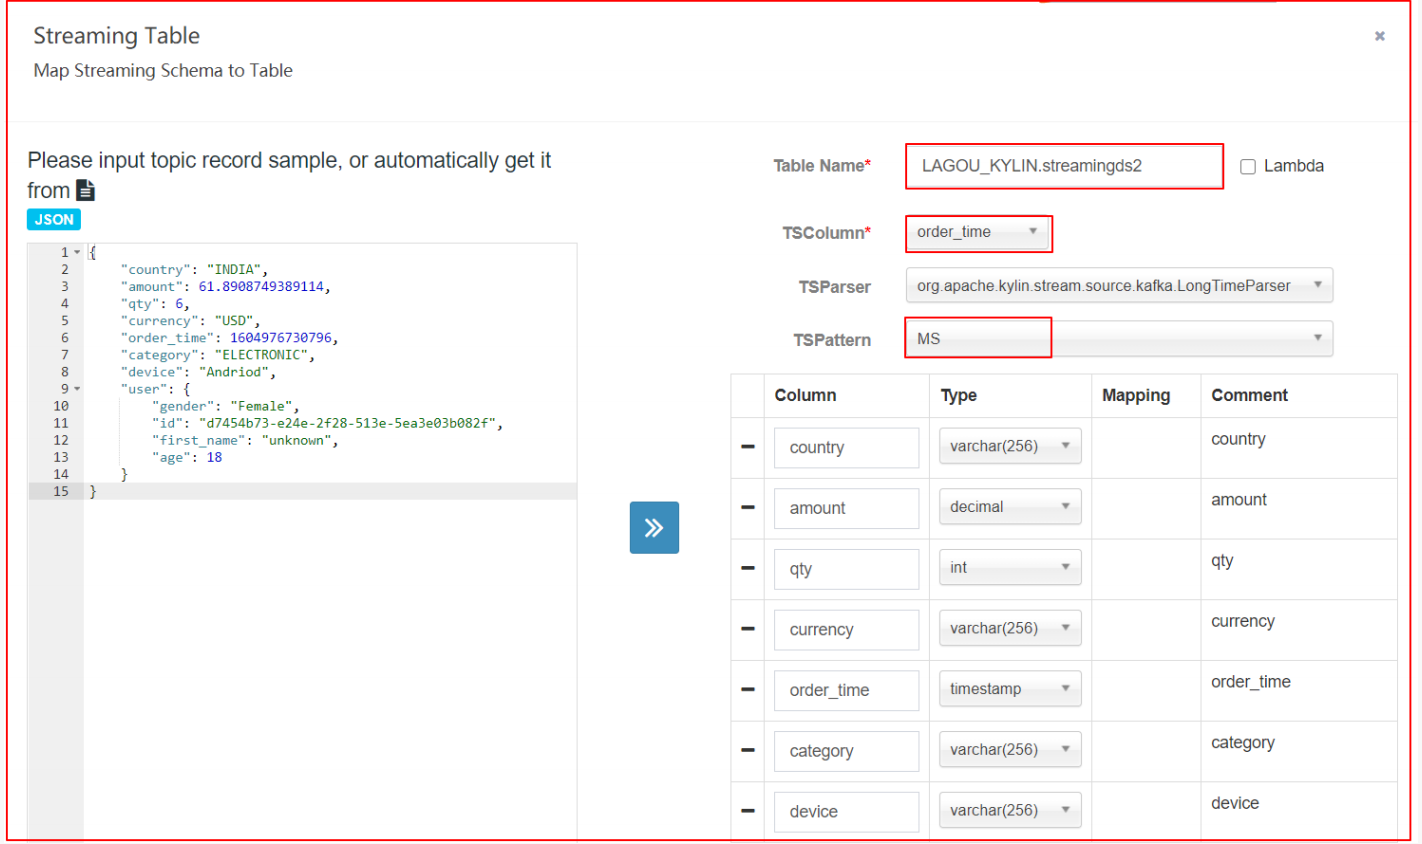 Streaming Table
Map Streaming Schema to Table
Please input topic record sample, or automatically get it
from
JSON
1 {
2 "country": "INDIA",
3 "amount": 61.8908749389114,
4 "qty": 6,
5 "currency": "USD",
6 "order_time": 1604976730796,
7 "category": "ELECTRONIC",
8 "device": "Andriod",
9 "user": {
10 "gender": "Female",
11 "id": "d7454b73-e24e-2f28-513e-5ea3e03b082f",
12 "first_name": "unknown",
13 "age": 18
14 }
15 }
Table Name* LAGOU_KYLIN.streamingds2 Lambda
TSColumn* order_time
TSParser org.apache.kylin.stream.source.kafka.LongTimeParser
TSPattern MS
Column Type Mapping Comment
country varchar(256) country
amount decimal amount
qty int qty
currency varchar(256) currency
order_time timestamp order_time
category varchar(256) category
device varchar(256) device